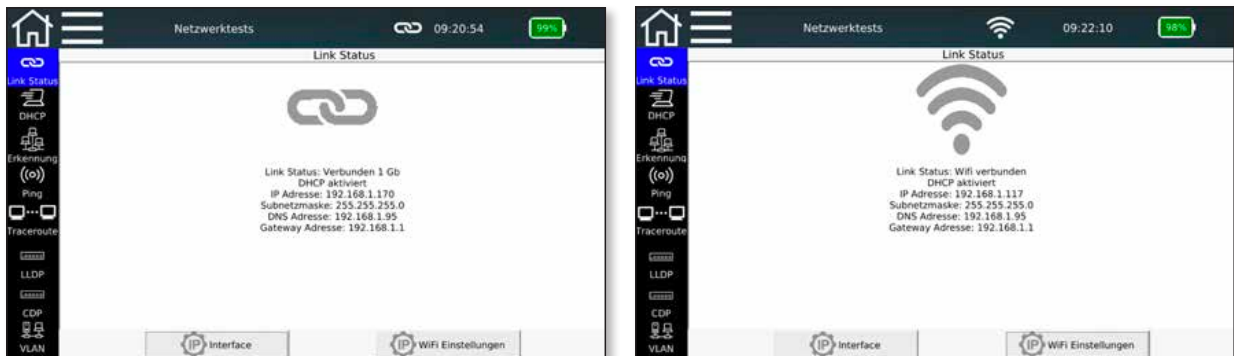 Netzwerktests 09:20:54 99%
Link Status
Link Status
DHCP
Erkennung
Ping
Traceroute
LLDP
CDP
VLAN
Link Status: Verbunden 1 Gb
DHCP aktiviert
IP Adresse: 192.168.1.170
Subnetzmaske: 255.255.255.0
DNS Adresse: 192.168.1.95
Gateway Adresse: 192.168.1.1
IP Interface
IP WiFi Einstellungen
Netzwerktests 09:22:10 98%
Link Status
Link Status
DHCP
Erkennung
Ping
Traceroute
LLDP
CDP
VLAN
Link Status: Wifi verbunden
DHCP aktiviert
IP Adresse: 192.168.1.117
Subnetzmaske: 255.255.255.0
DNS Adresse: 192.168.1.95
Gateway Adresse: 192.168.1.1
IP Interface
IP WiFi Einstellungen